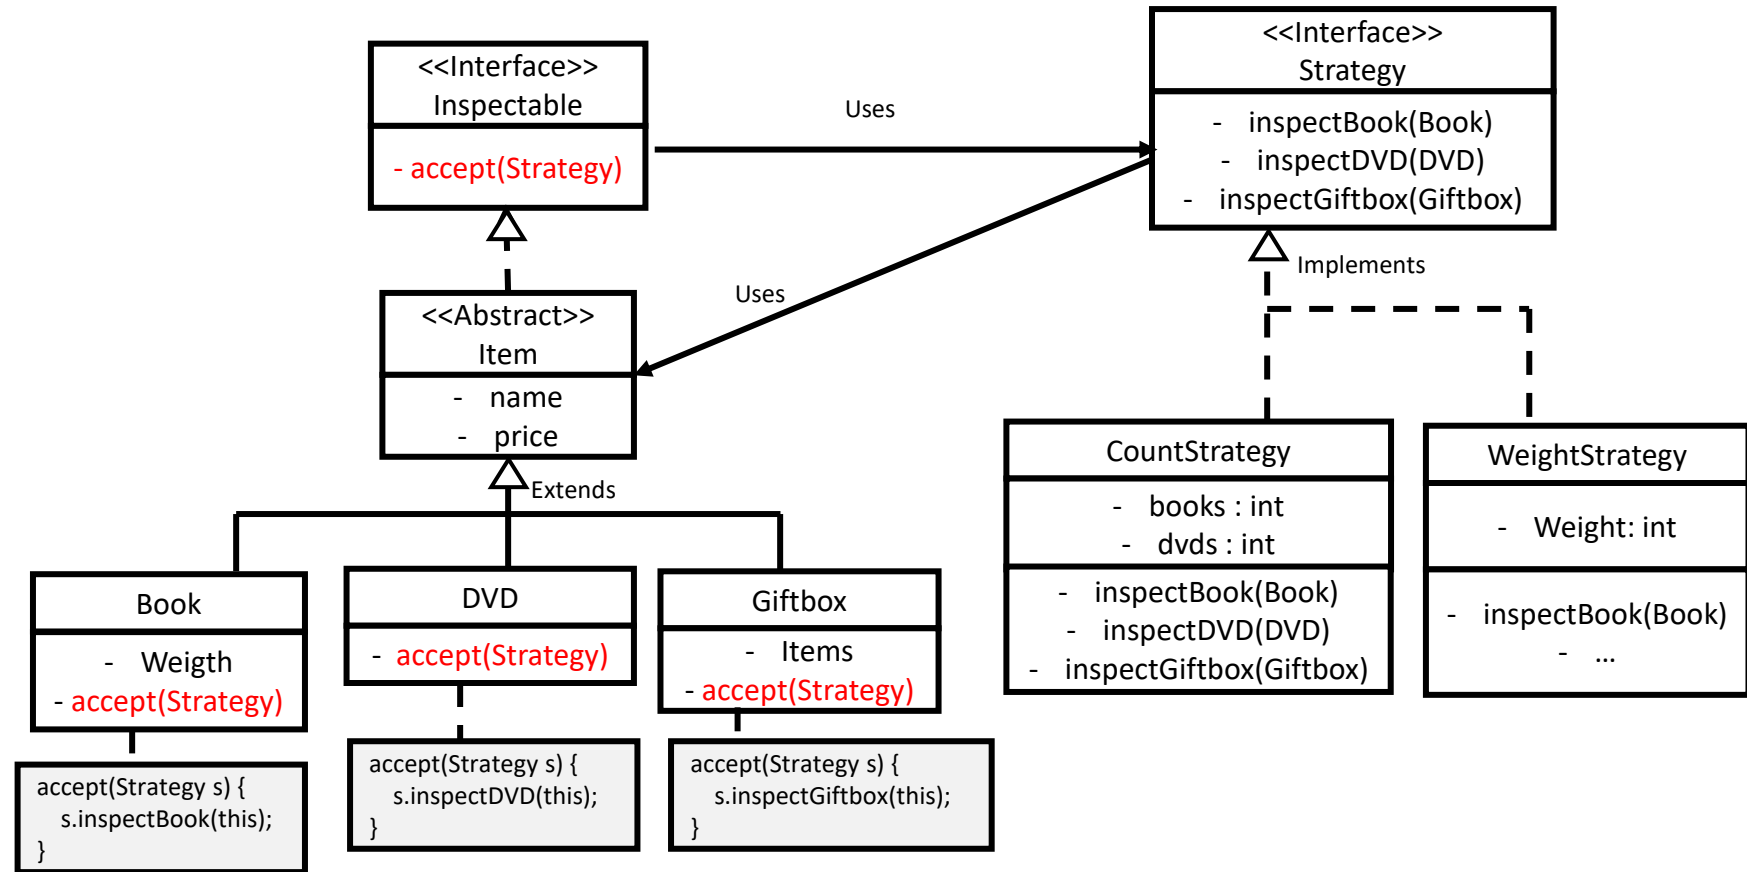 <<Interface>>
Inspectable
- accept(Strategy)
Uses
<<Interface>>
Strategy
- inspectBook(Book)
- inspectDVD(DVD)
- inspectGiftbox(Giftbox)
Implements
Uses
<<Abstract>>
Item
- name
- price
Extends
Book
- Weigth
- accept(Strategy)
DVD
- accept(Strategy)
Giftbox
- Items
- accept(Strategy)
accept(Strategy s) {
s.inspectBook(this);
}
accept(Strategy s) {
s.inspectDVD(this);
}
accept(Strategy s) {
s.inspectGiftbox(this);
}
CountStrategy
- books : int
- dvds : int
- inspectBook(Book)
- inspectDVD(DVD)
- inspectGiftbox(Giftbox)
WeightStrategy
- Weight: int
- inspectBook(Book)
- ...